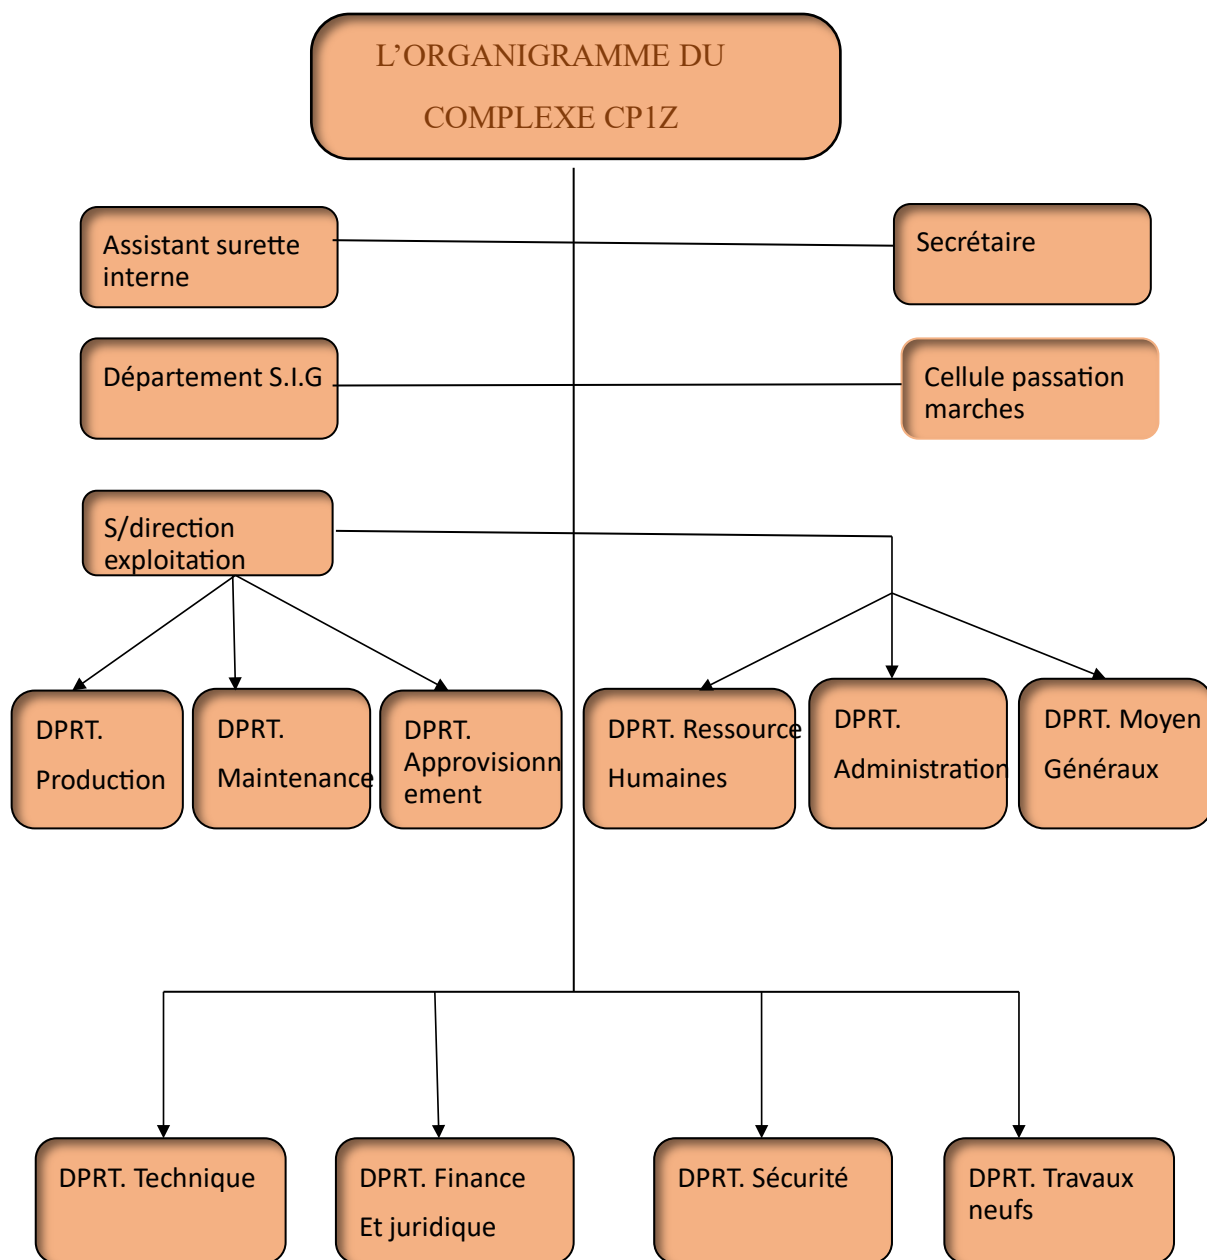 L’ORGANIGRAMME DU
COMPLEXE CP1Z
Assistant surette
interne
Secrétaire
Département S.I.G
Cellule passation
marches
S/direction
exploitation
DPRT.
Production
DPRT.
Maintenance
DPRT.
Approvisionn
ement
DPRT. Ressource
Humaines
DPRT.
Administration
DPRT. Moyen
Généraux
DPRT. Technique
DPRT. Finance
Et juridique
DPRT. Sécurité
DPRT. Travaux
neufs